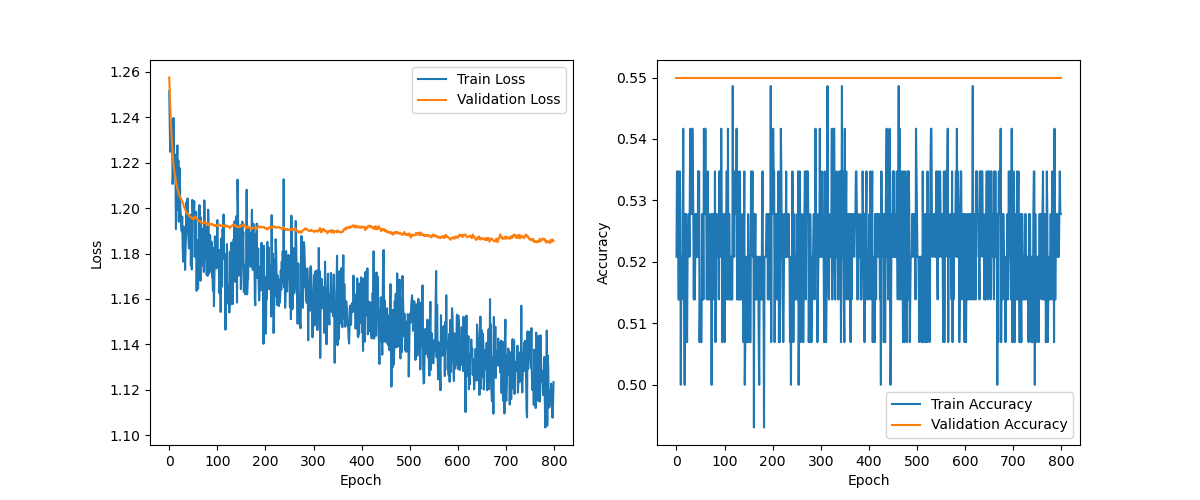 1.26
1.24
1.22
1.20
1.18
1.16
1.14
1.12
1.10
Loss
0 100 200 300 400 500 600 700 800
Epoch
Train Loss
Validation Loss
0.55
0.54
0.53
0.52
0.51
0.50
Accuracy
0 100 200 300 400 500 600 700 800
Epoch
Train Accuracy
Validation Accuracy